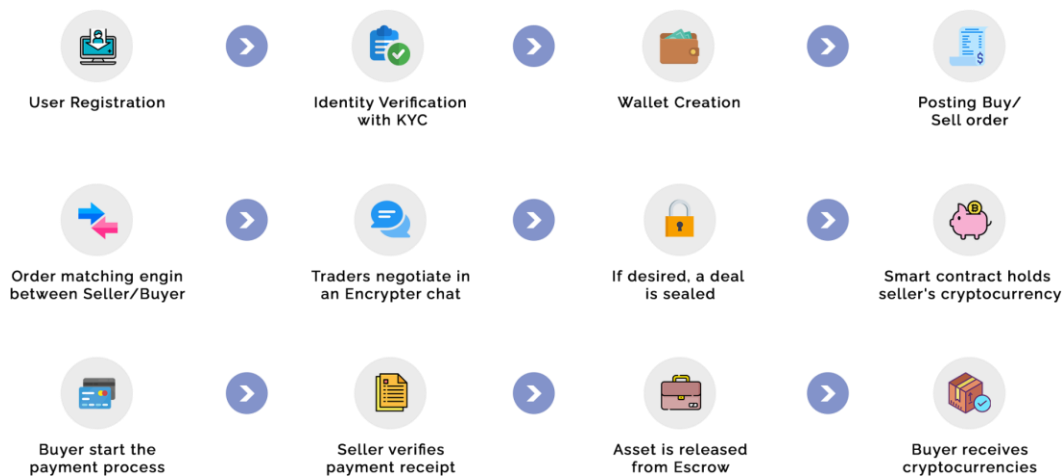 User Registration
Identity Verification
with KYC
Wallet Creation
Posting Buy/
Sell order
Order matching engin
between Seller/Buyer
Traders negotiate in
an Encrypter chat
If desired, a deal
is sealed
Smart contract holds
seller's cryptocurrency
Buyer start the
payment process
Seller verifies
payment receipt
Asset is released
from Escrow
Buyer receives
cryptocurrencies